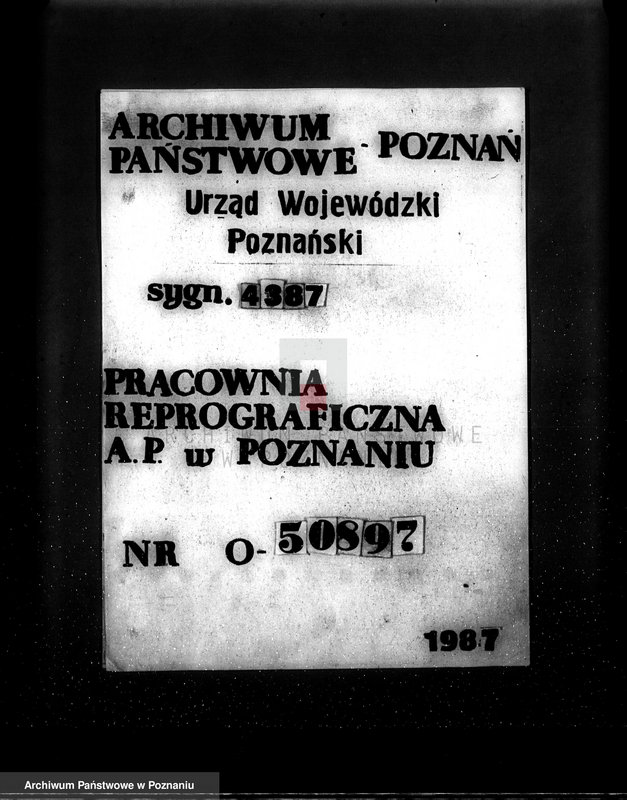 ARCHIWUM
PAŃSTWOWE - POZNAŃ
Urząd Wojewódzki
Poznański
sygn. 4387
PRACOWNIA
REPROGRAFICZNA
A.P. w POZNANIU
NR O-50897
1987
Archiwum Państwowe w Poznaniu